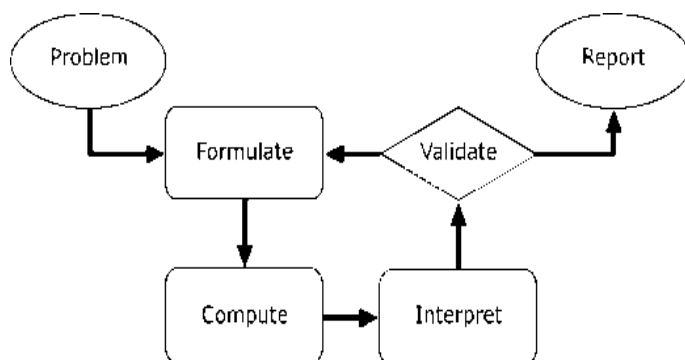 Problem
Report
Formulate
Validate
Compute
Interpret